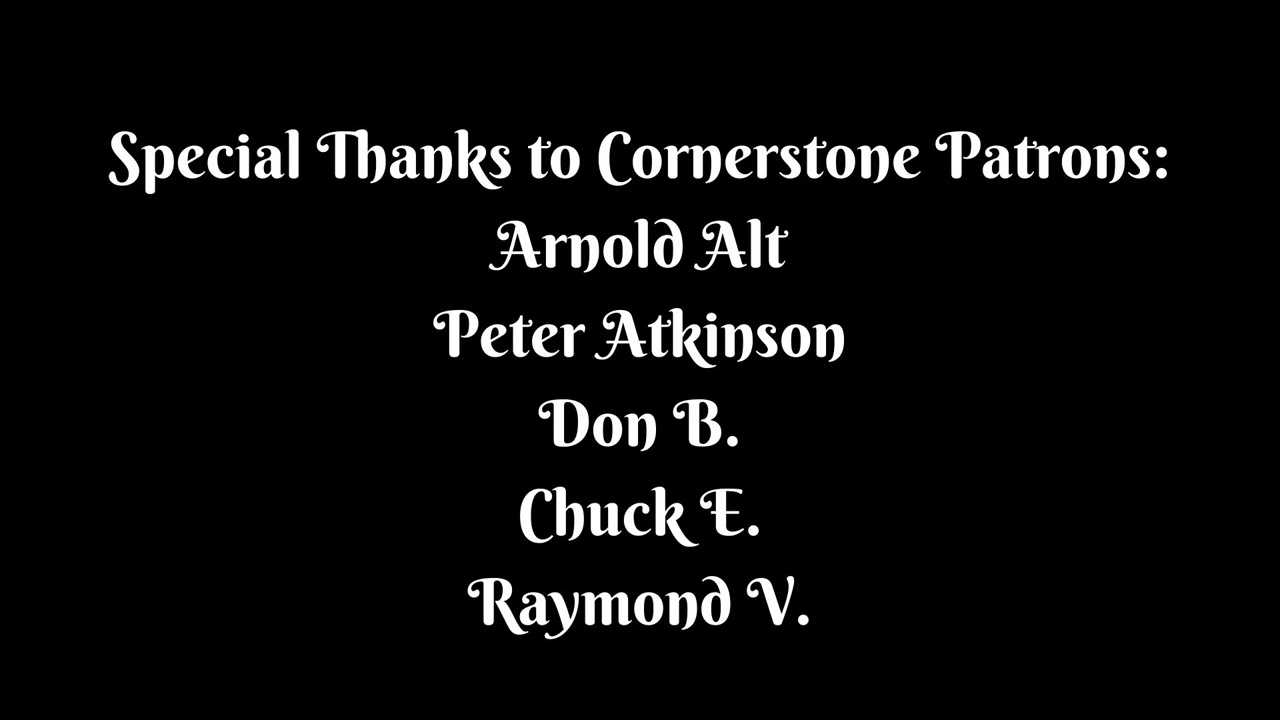 Special Thanks to Cornerstone Patrons:
Arnold Alt
Peter Atkinson
Don B.
Chuck E.
Raymond V.